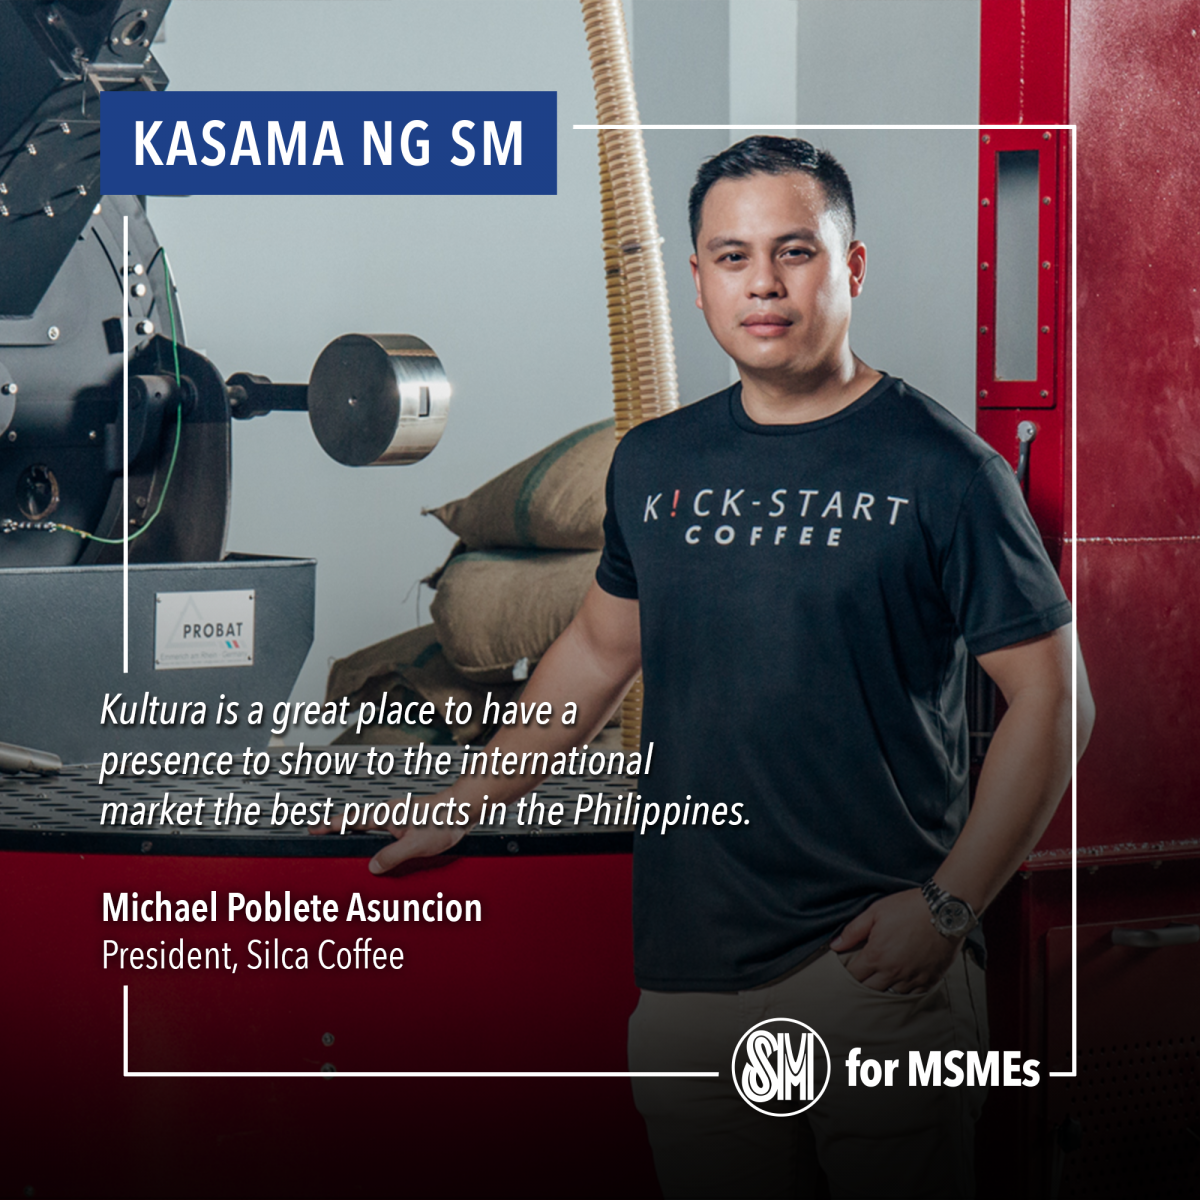 KASAMA NG SM
K!CK-START
COFFEE
PROBAT
Kultura is a great place to have a
presence to show to the international
market the best products in the Philippines.
Michael Poblete Asuncion
President, Silca Coffee
SM for MSMEs